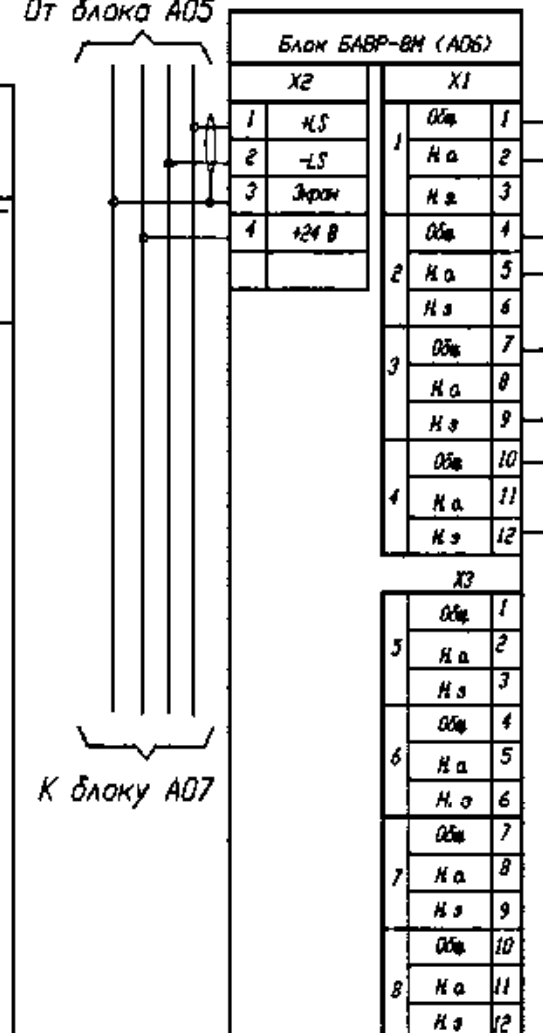 От блока А05
Блок БАВР-8М (А06)
X2
1 +LS
2 -LS
3 Экран
4 +24 В
X1
1
Общ 1
Н.о 2
Н.з 3
2
Общ 4
Н.о 5
Н.з 6
3
Общ 7
Н.о 8
Н.з 9
4
Общ 10
Н.о 11
Н.з 12
X3
5
Общ 1
Н.о 2
Н.з 3
6
Общ 4
Н.о 5
Н.з 6
7
Общ 7
Н.о 8
Н.з 9
8
Общ 10
Н.о 11
Н.з 12
К блоку А07